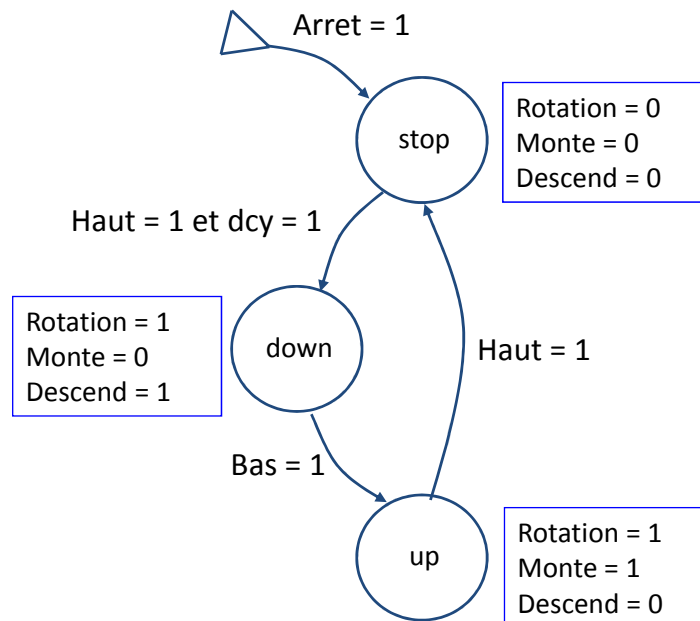 Arret = 1
stop
Rotation = 0
Monte = 0
Descend = 0
Haut = 1 et dcy = 1
Rotation = 1
Monte = 0
Descend = 1
down
Haut = 1
Bas = 1
up
Rotation = 1
Monte = 1
Descend = 0